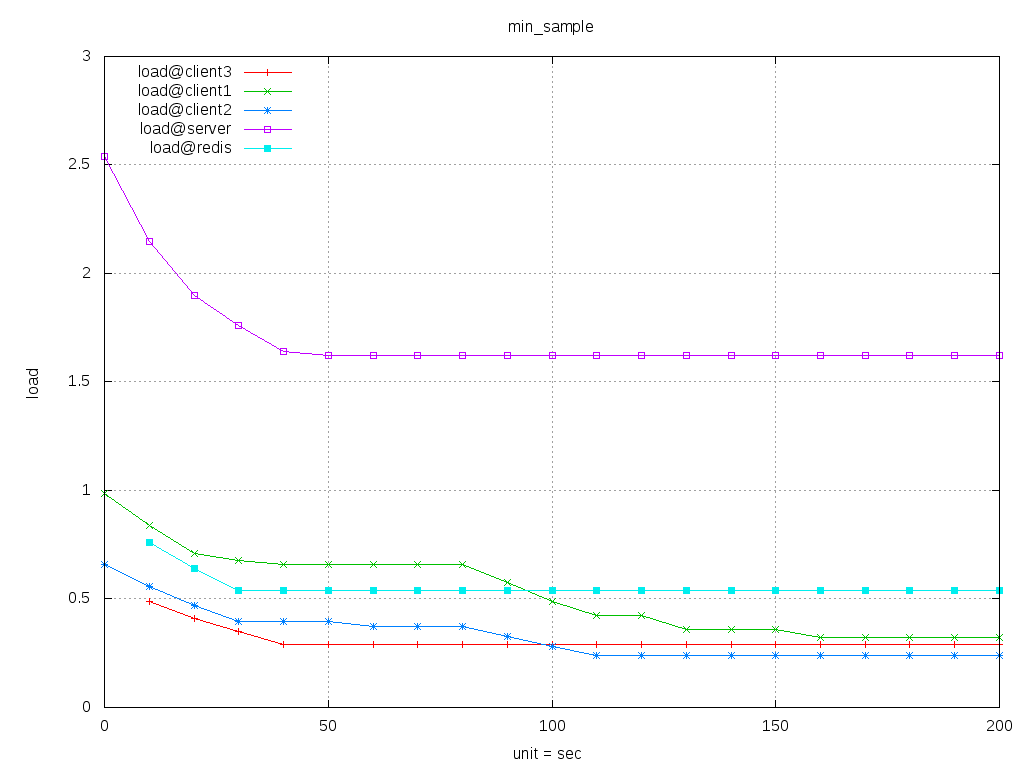 min_sample
load@client3
load@client1
load@client2
load@server
load@redis
3
2.5
2
1.5
1
0.5
0
load
0 50 100 150 200
unit = sec